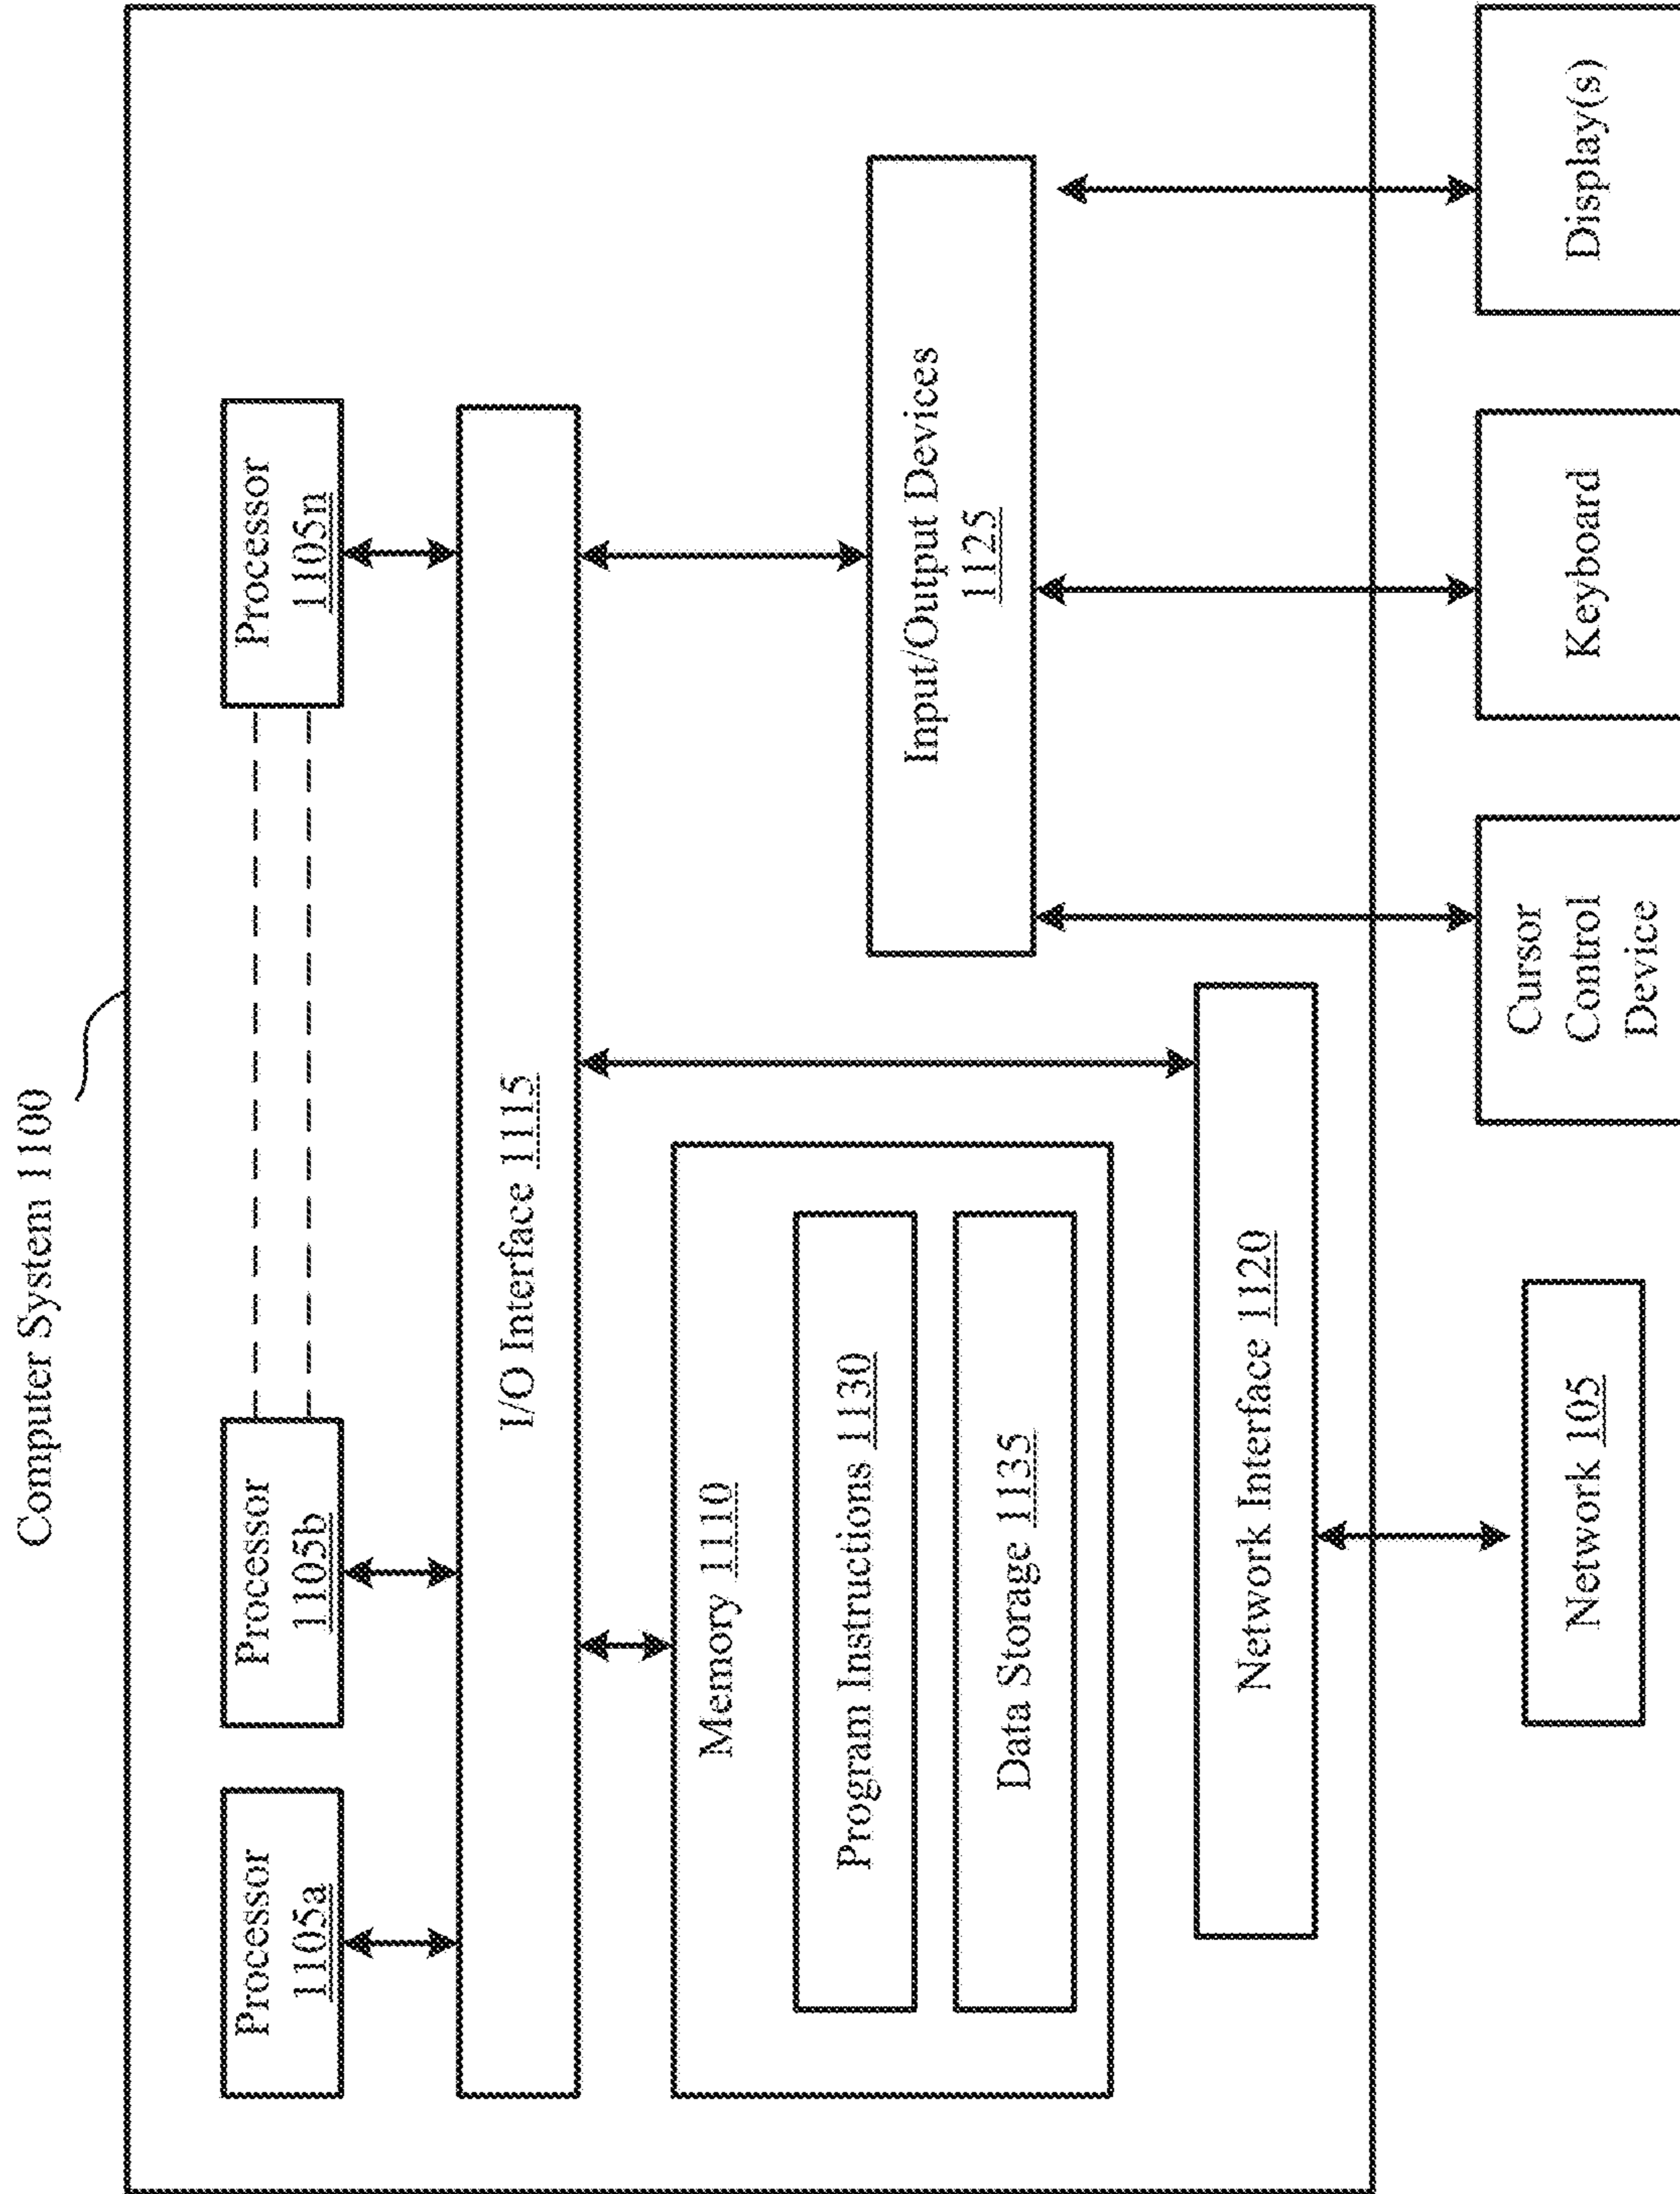 Computer System 1100
Processor
1105a
Processor
1105b
Processor
1105n
I/O Interface 1115
Memory 1110
Program Instructions 1130
Data Storage 1135
Input/Output Devices
1125
Network Interface 1120
Network 105
Cursor
Control
Device
Keyboard
Display(s)